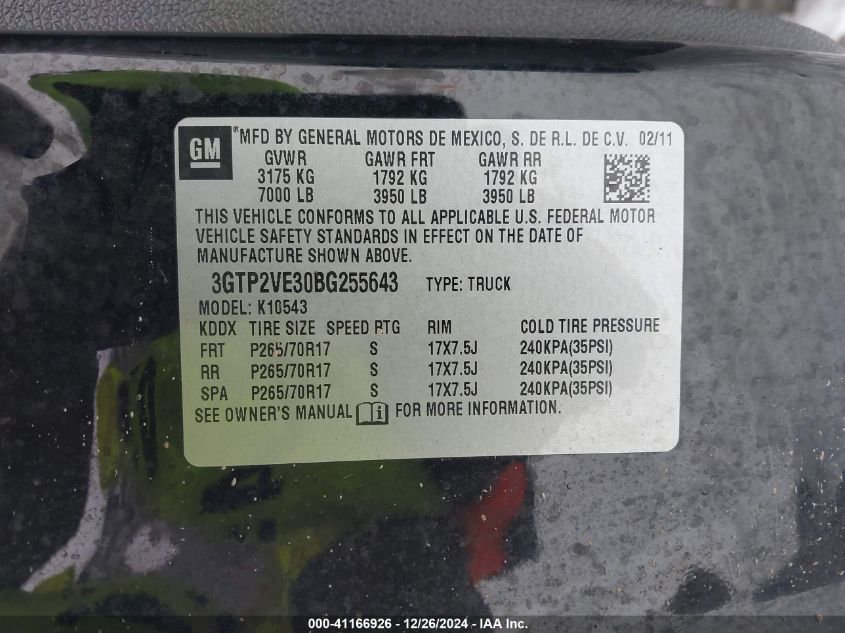 GM ®MFD BY GENERAL MOTORS DE MEXICO, S. DE R.L. DE C.V. 02/11
GVWR GAWR FRT GAWR RR
3175 KG 1792 KG 1792 KG
7000 LB 3950 LB 3950 LB
THIS VEHICLE CONFORMS TO ALL APPLICABLE U.S. FEDERAL MOTOR
VEHICLE SAFETY STANDARDS IN EFFECT ON THE DATE OF
MANUFACTURE SHOWN ABOVE.
3GTP2VE30BG255643 TYPE: TRUCK
MODEL: K10543
KDDX TIRE SIZE SPEED RTG RIM COLD TIRE PRESSURE
FRT P265/70R17 S 17X7.5J 240KPA(35PSI)
RR P265/70R17 S 17X7.5J 240KPA(35PSI)
SPA P265/70R17 S 17X7.5J 240KPA(35PSI)
SEE OWNER'S MANUAL FOR MORE INFORMATION.
000-41166926 - 12/26/2024 - IAA Inc.